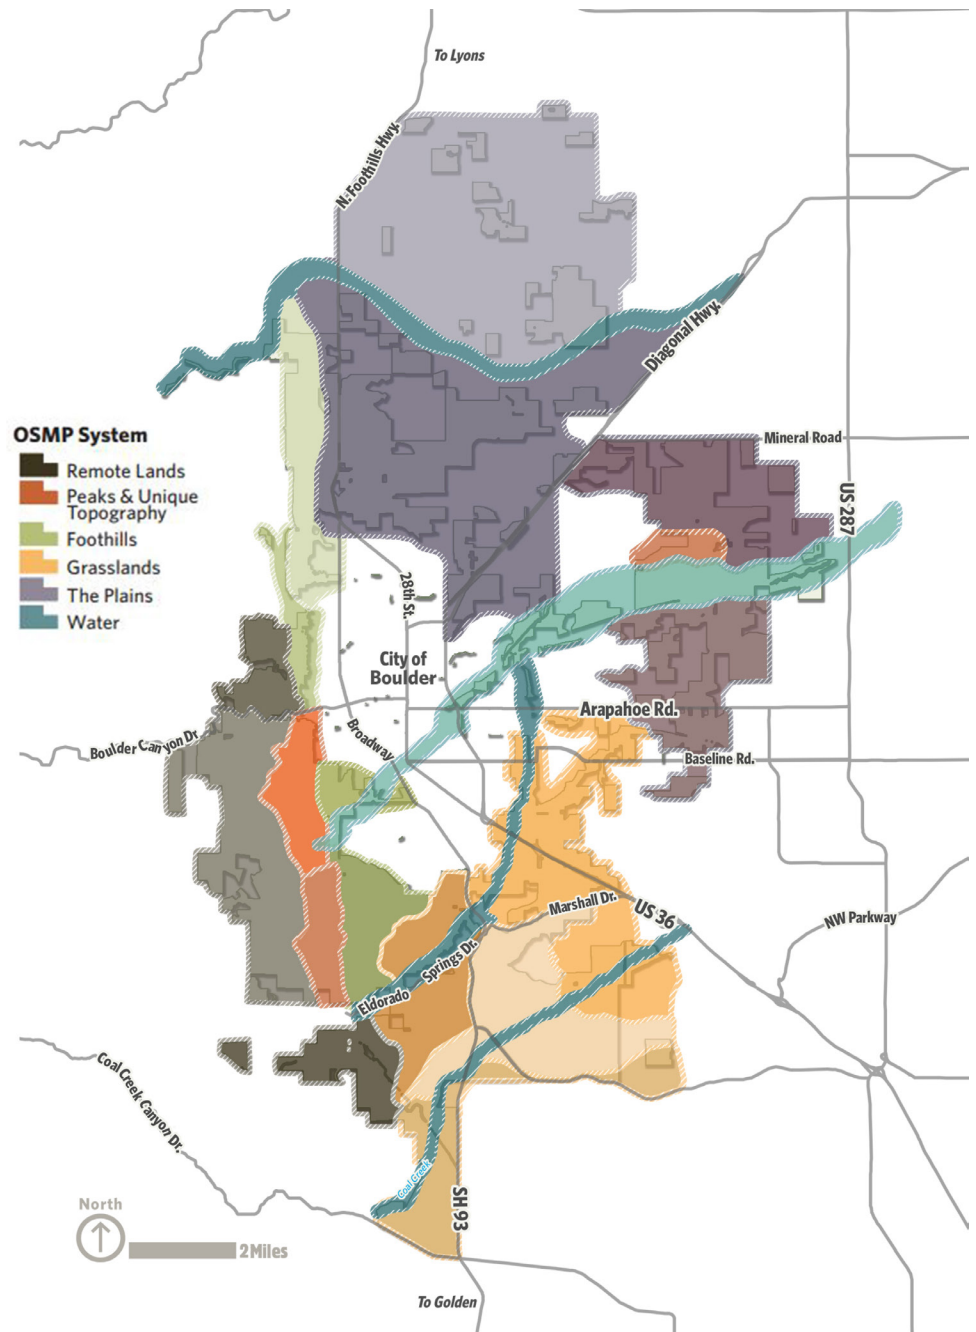 To Lyons
N. Foothills Hwy.
Diagonal Hwy.
OSMP System
Remote Lands
Peaks & Unique
Topography
Foothills
Grasslands
The Plains
Water
Mineral Road
US 287
28th St.
City of
Boulder
Arapahoe Rd.
Broadway
Boulder Canyon Dr
Baseline Rd.
Marshall Dr.
US 36
NW Parkway
Eldorado Springs Dr.
Coal Creek Canyon Dr.
Coal Creek
SH 93
North
2Miles
To Golden